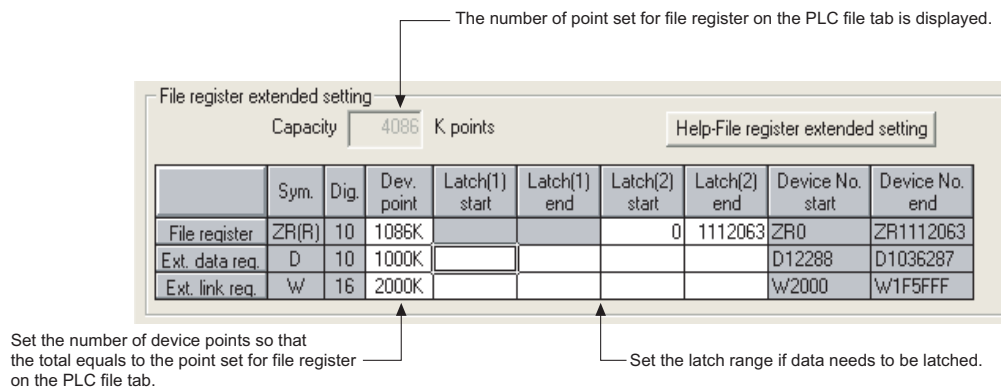 The number of point set for file register on the PLC file tab is displayed.
File register extended setting
Capacity 4086 K points Help-File register extended setting
Sym. Dig. Dev. point Latch(1) start Latch(1) end Latch(2) start Latch(2) end Device No. start Device No. end
File register ZR(R) 10 1086K 0 1112063 ZR0 ZR1112063
Ext. data reg. D 10 1000K D12288 D1036287
Ext. link reg. W 16 2000K W2000 W1F5FFF
Set the number of device points so that
the total equals to the point set for file register
on the PLC file tab.
Set the latch range if data needs to be latched.